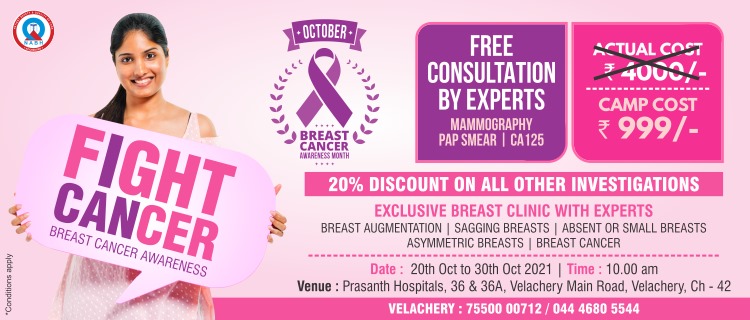 NABH
FIGHT
CANCER
BREAST CANCER AWARENESS
*Conditions apply
OCTOBER
BREAST
CANCER
AWARENESS MONTH
FREE
CONSULTATION
BY EXPERTS
MAMMOGRAPHY
PAP SMEAR | CA125
ACTUAL COST
₹ 4000/-
CAMP COST
₹ 999/-
20% DISCOUNT ON ALL OTHER INVESTIGATIONS
EXCLUSIVE BREAST CLINIC WITH EXPERTS
BREAST AUGMENTATION | SAGGING BREASTS | ABSENT OR SMALL BREASTS
ASYMMETRIC BREASTS | BREAST CANCER
Date : 20th Oct to 30th Oct 2021 | Time : 10.00 am
Venue : Prasanth Hospitals, 36 & 36A, Velachery Main Road, Velachery, Ch - 42
VELACHERY : 75500 00712 / 044 4680 5544